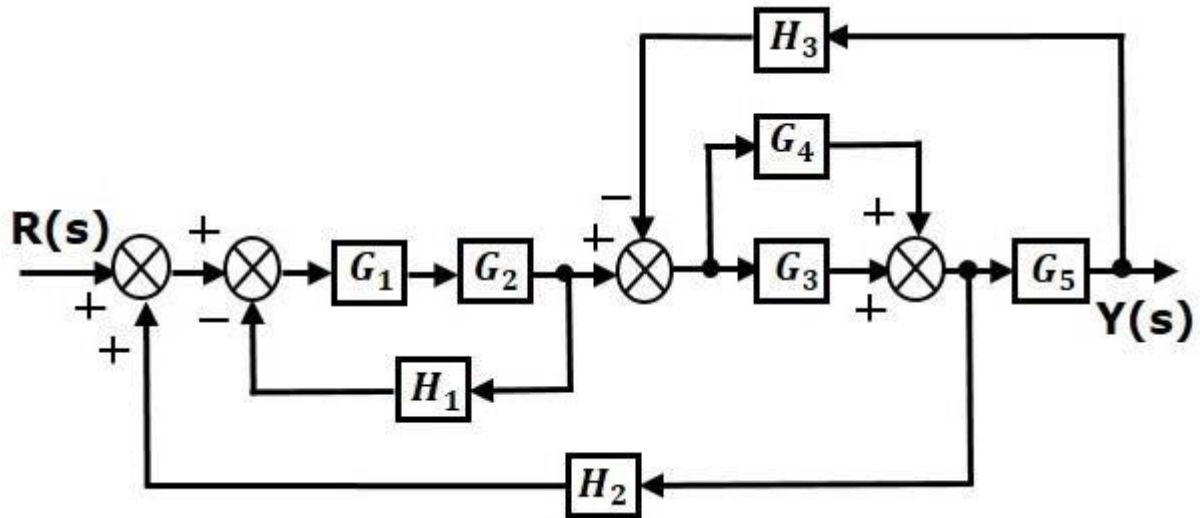 H₃
G₄
R(s)
+
+
−
+
G₁
G₂
+
−
G₃
+
+
G₅
Y(s)
+
−
H₁
H₂